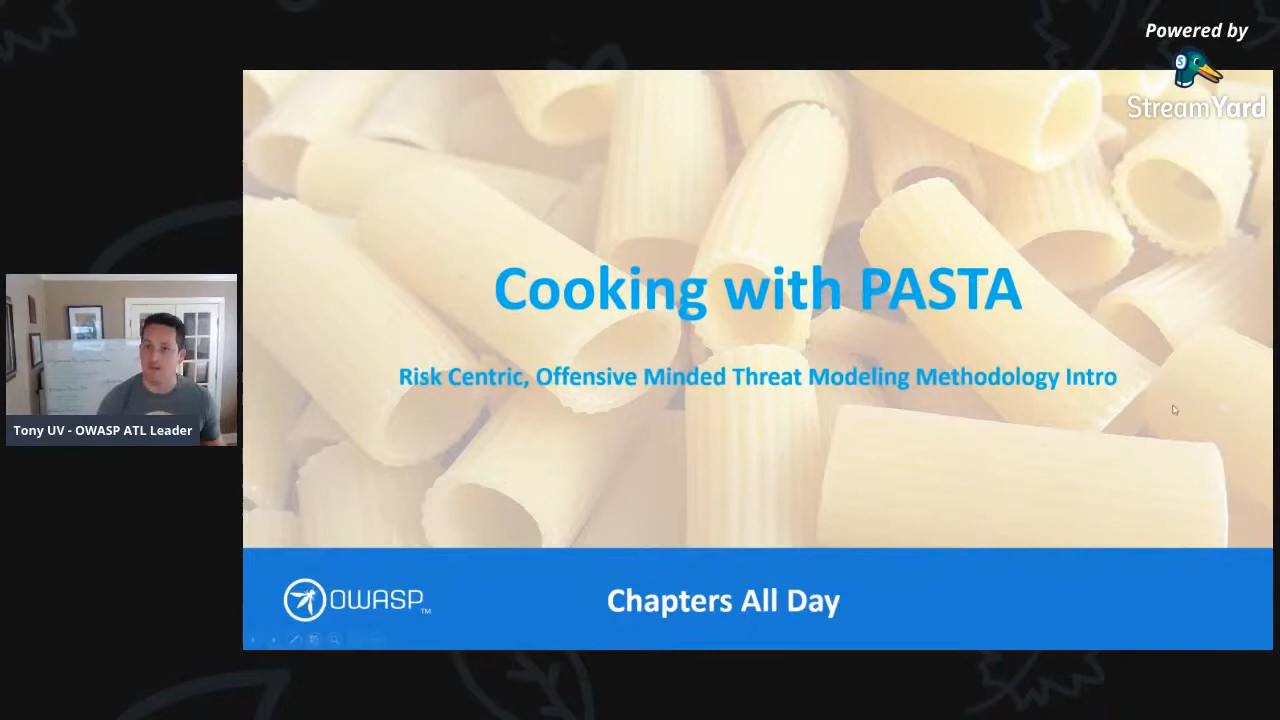 Powered by
StreamYard
Cooking with PASTA
Risk Centric, Offensive Minded Threat Modeling Methodology Intro
Tony UV - OWASP ATL Leader
OWASP™
Chapters All Day